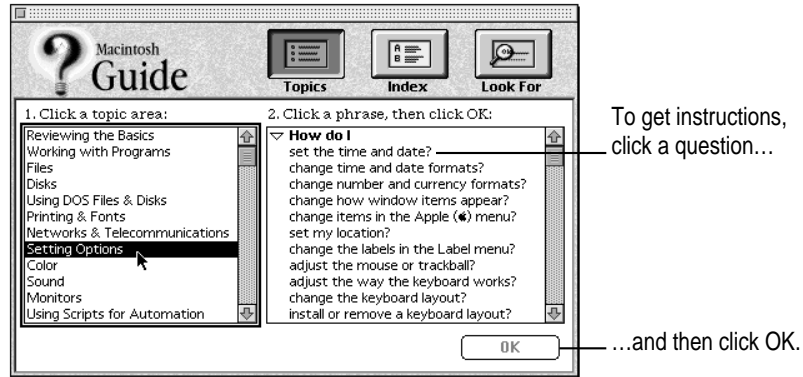 Macintosh
Guide
Topics
Index
Look For
1. Click a topic area:
Reviewing the Basics
Working with Programs
Files
Disks
Using DOS Files & Disks
Printing & Fonts
Networks & Telecommunications
Setting Options
Color
Sound
Monitors
Using Scripts for Automation
2. Click a phrase, then click OK:
How do I
set the time and date?
change time and date formats?
change number and currency formats?
change how window items appear?
change items in the Apple () menu?
set my location?
change the labels in the Label menu?
adjust the mouse or trackball?
adjust the way the keyboard works?
change the keyboard layout?
install or remove a keyboard layout?
OK
To get instructions,
click a question…
…and then click OK.